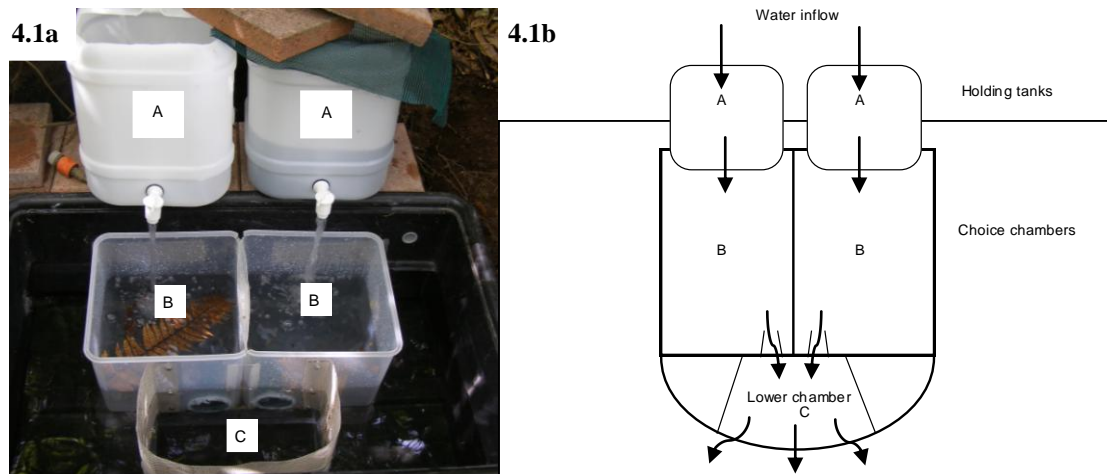 4.1a
A
A
B
B
C
4.1b
Water inflow
A
A
Holding tanks
B
B
Choice chambers
Lower chamber
C